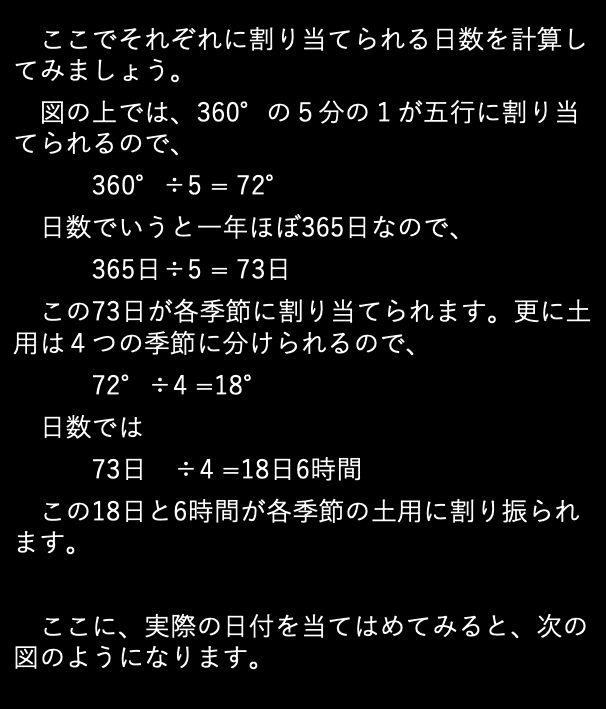 ここでそれぞれに割り当てられる日数を計算し
てみましょう。
図の上では、360°の５分の１が五行に割り当
てられるので、
360° ÷5 = 72°
日数でいうと一年ほぼ365日なので、
365日÷5 = 73日
この73日が各季節に割り当てられます。更に土
用は４つの季節に分けられるので、
72° ÷4 =18°
日数では
73日 ÷4 =18日6時間
この18日と6時間が各季節の土用に割り振られ
ます。
ここに、実際の日付を当てはめてみると、次の
図のようになります。